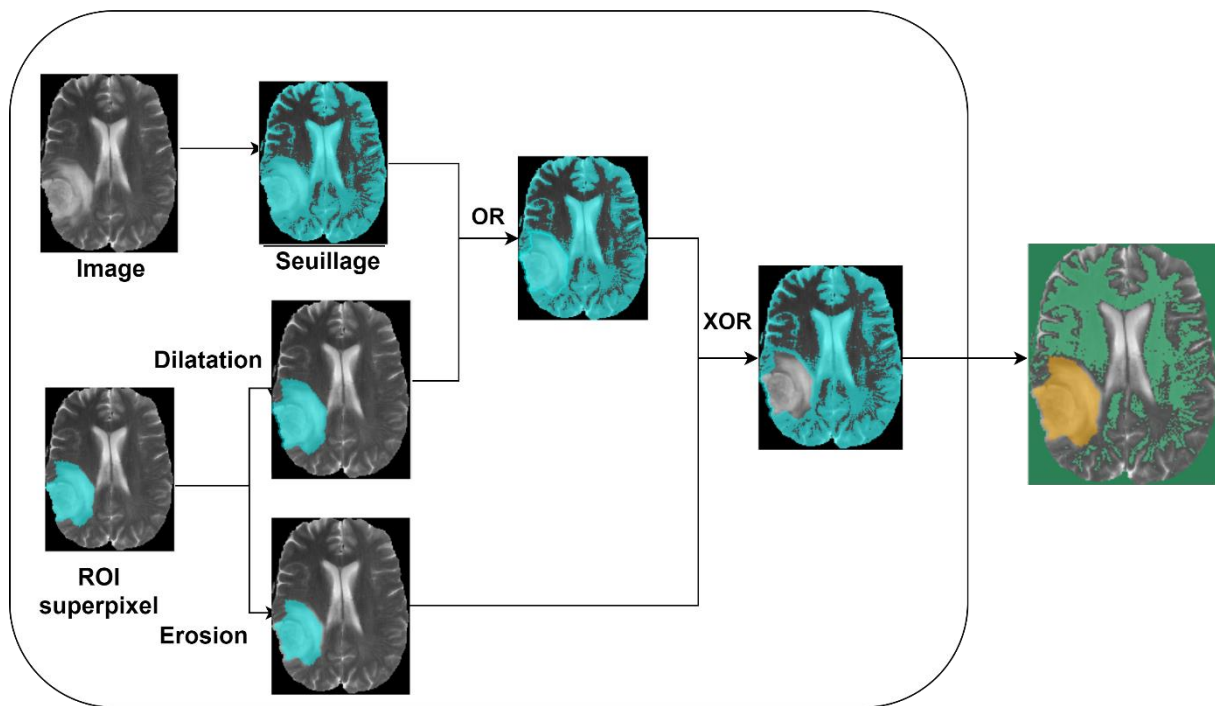 Image
Seuillage
OR
XOR
Dilatation
ROI
superpixel
Erosion